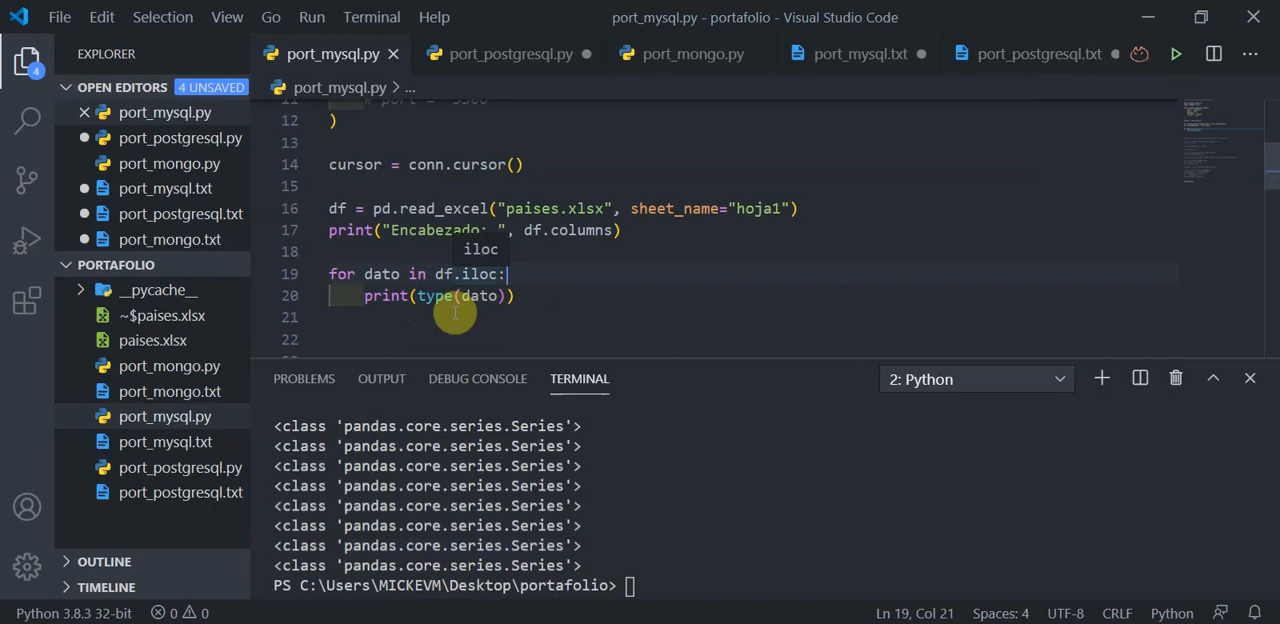 File Edit Selection View Go Run Terminal Help port_mysql.py - portafolio - Visual Studio Code
EXPLORER
OPEN EDITORS 4 UNSAVED
port_mysql.py
port_postgresql.py
port_mongo.py
port_mysql.txt
port_postgresql.txt
port_mongo.txt
PORTAFOLIO
__pycache__
~$paises.xlsx
paises.xlsx
port_mongo.py
port_mongo.txt
port_mysql.py
port_mysql.txt
port_postgresql.py
port_postgresql.txt
OUTLINE
TIMELINE
4
port_mysql.py port_postgresql.py port_mongo.py port_mysql.txt port_postgresql.txt
port_mysql.py > ...
12 )
13
14 cursor = conn.cursor()
15
16 df = pd.read_excel("paises.xlsx", sheet_name="hoja1")
17 print("Encabezado: ", df.columns)
iloc
18
19 for dato in df.iloc:
20 print(type(dato))
21
22
PROBLEMS OUTPUT DEBUG CONSOLE TERMINAL 2: Python
<class 'pandas.core.series.Series'>
<class 'pandas.core.series.Series'>
<class 'pandas.core.series.Series'>
<class 'pandas.core.series.Series'>
<class 'pandas.core.series.Series'>
<class 'pandas.core.series.Series'>
<class 'pandas.core.series.Series'>
<class 'pandas.core.series.Series'>
PS C:\Users\MICKEVM\Desktop\portafolio>
Python 3.8.3 32-bit 0 0 Ln 19, Col 21 Spaces: 4 UTF-8 CRLF Python